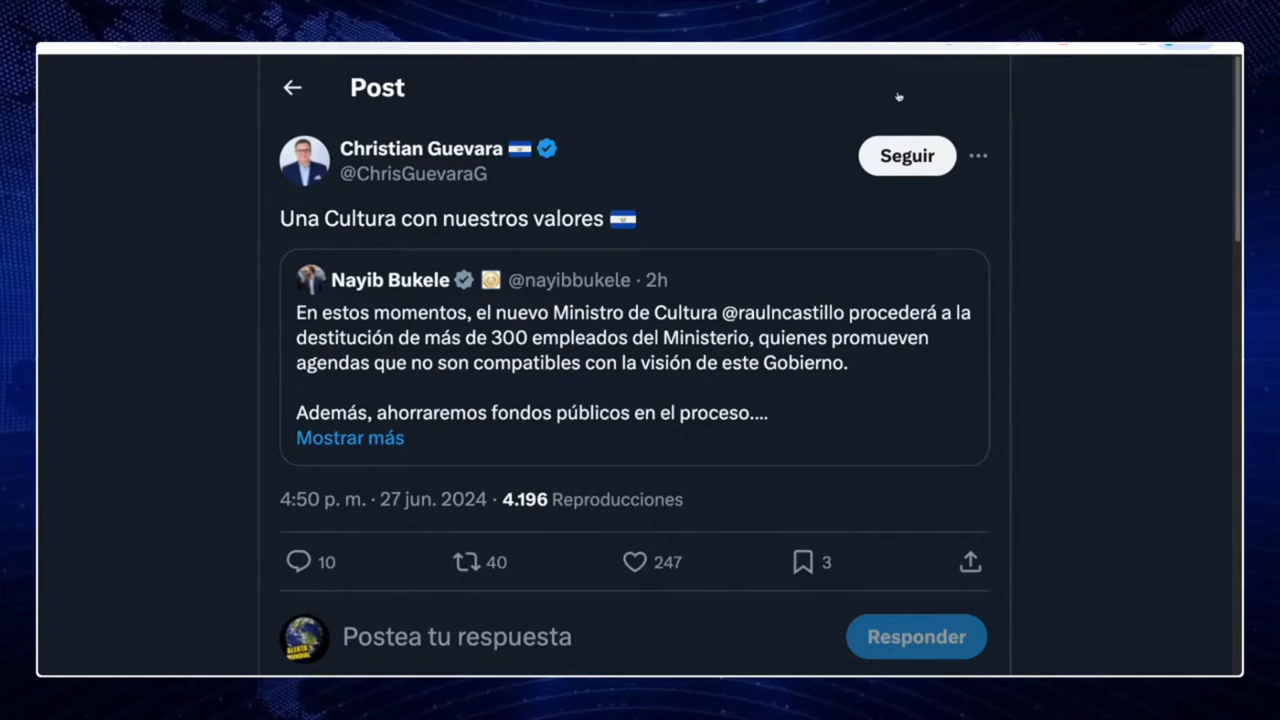 Post
Christian Guevara
@ChrisGuevaraG
Seguir
Una Cultura con nuestros valores
Nayib Bukele @nayibbukele · 2h
En estos momentos, el nuevo Ministro de Cultura @raulncastillo procederá a la
destitución de más de 300 empleados del Ministerio, quienes promueven
agendas que no son compatibles con la visión de este Gobierno.
Además, ahorraremos fondos públicos en el proceso....
Mostrar más
4:50 p. m. · 27 jun. 2024 · 4.196 Reproducciones
10 40 247 3
ALERTA
MUNDIAL
Postea tu respuesta
Responder